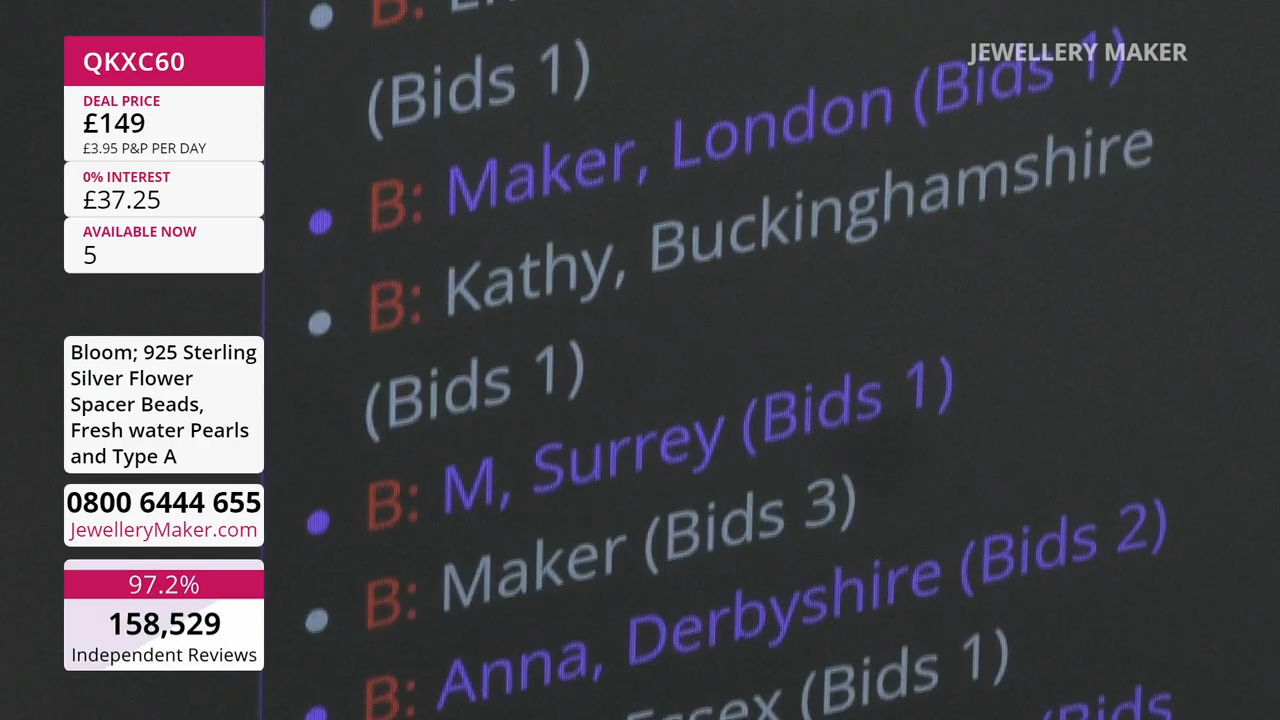 QKXC60
DEAL PRICE
£149
£3.95 P&P PER DAY
0% INTEREST
£37.25
AVAILABLE NOW
5
Bloom; 925 Sterling
Silver Flower
Spacer Beads,
Fresh water Pearls
and Type A
0800 6444 655
JewelleryMaker.com
97.2%
158,529
Independent Reviews
JEWELLERY MAKER
B:
(Bids 1)
B: Maker, London (Bids 1)
B: Kathy, Buckinghamshire
(Bids 1)
B: M, Surrey (Bids 1)
B: Maker (Bids 3)
B: Anna, Derbyshire (Bids 2)
Essex (Bids 1)
(Bids